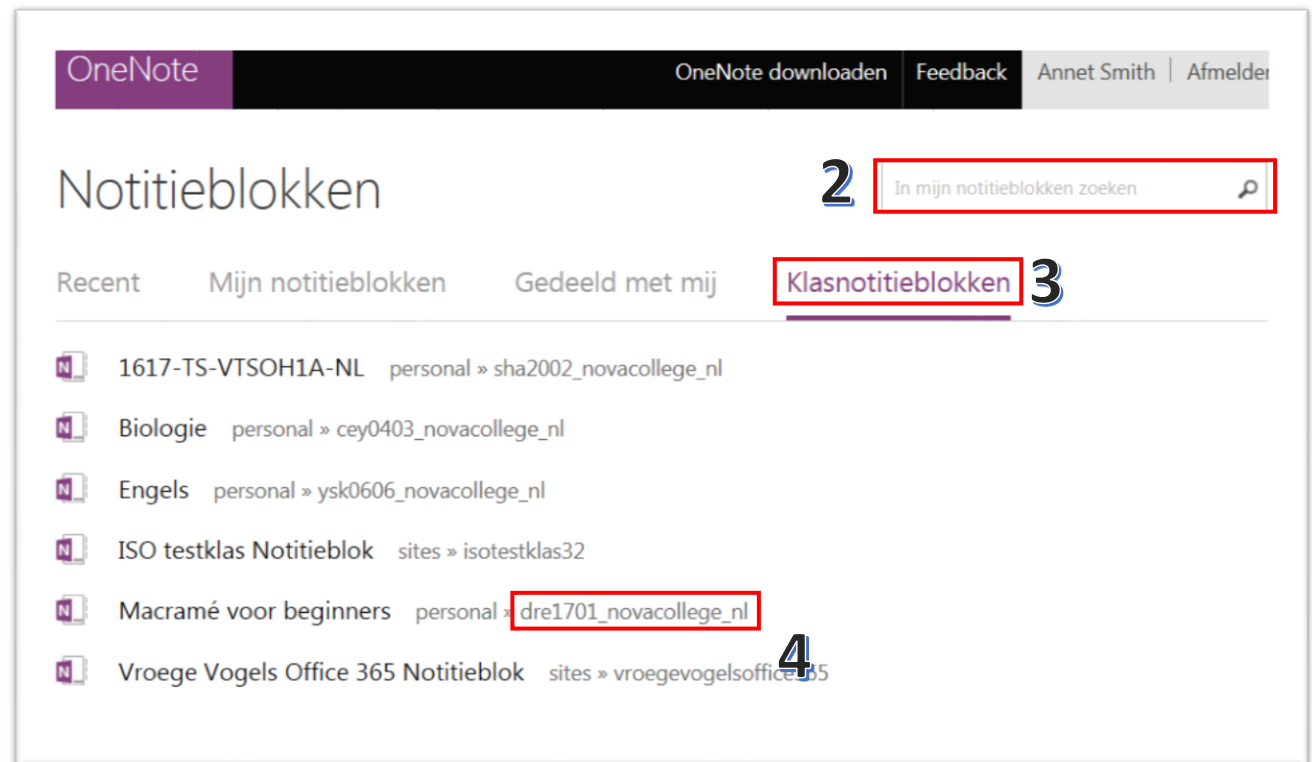 OneNote OneNote downloaden Feedback Annet Smith | Afmelden
Notitieblokken 2 In mijn notitieblokken zoeken
Recent Mijn notitieblokken Gedeeld met mij Klasnotitieblokken 3
1617-TS-VTSOH1A-NL personal » sha2002_novacollege_nl
Biologie personal » cey0403_novacollege_nl
Engels personal » ysk0606_novacollege_nl
ISO testklas Notitieblok sites » isotestklas32
Macramé voor beginners personal » dre1701_novacollege_nl
4
Vroege Vogels Office 365 Notitieblok sites » vroegevogelsoffice365